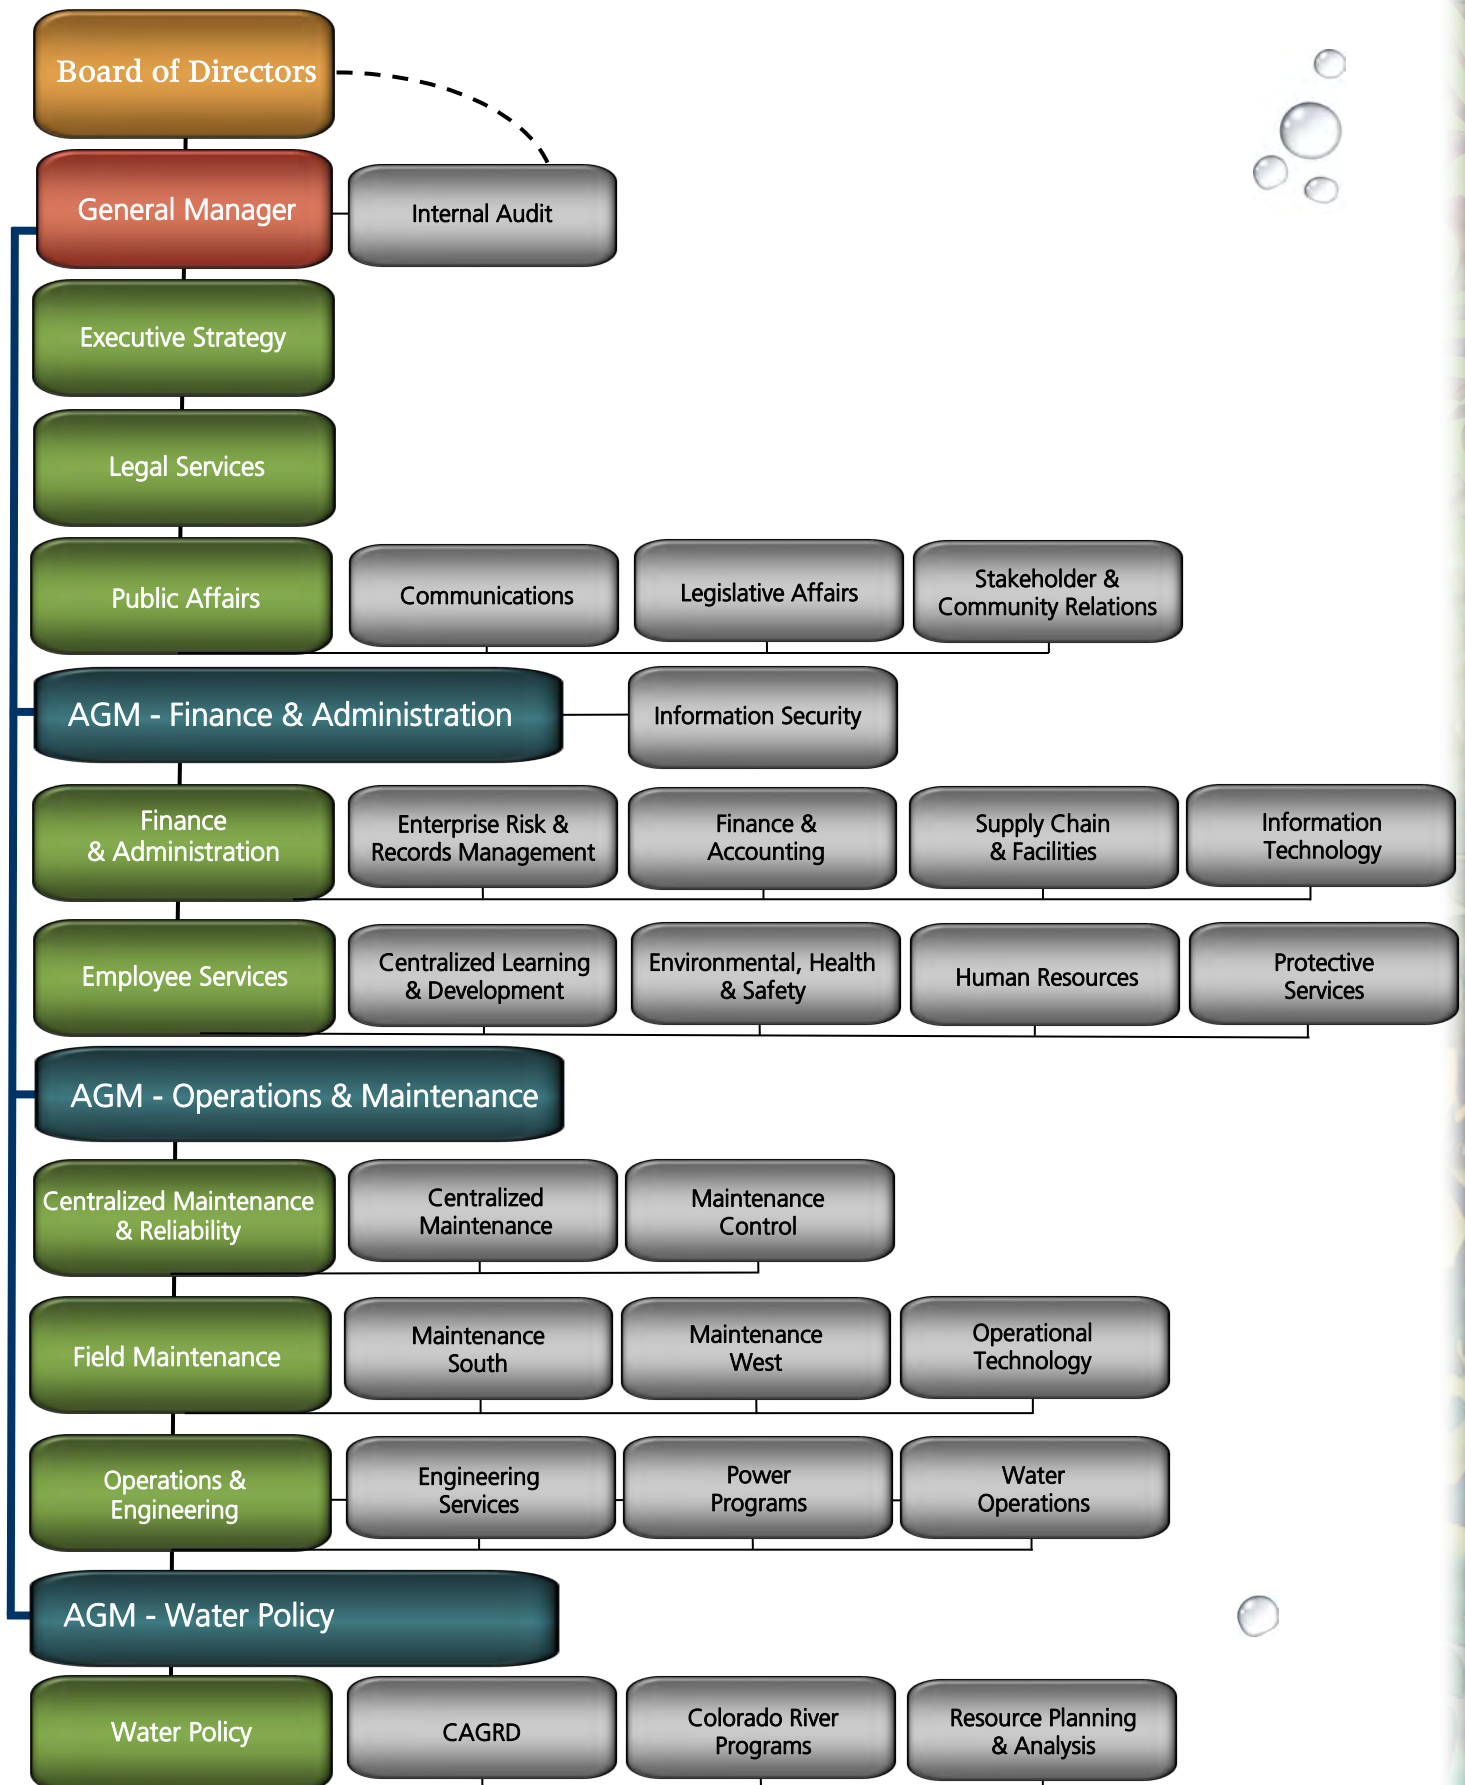 Board of Directors
General Manager
Internal Audit
Executive Strategy
Legal Services
Public Affairs
Communications
Legislative Affairs
Stakeholder &
Community Relations
AGM - Finance & Administration
Information Security
Finance
& Administration
Enterprise Risk &
Records Management
Finance &
Accounting
Supply Chain
& Facilities
Information
Technology
Employee Services
Centralized Learning
& Development
Environmental, Health
& Safety
Human Resources
Protective
Services
AGM - Operations & Maintenance
Centralized Maintenance
& Reliability
Centralized
Maintenance
Maintenance
Control
Field Maintenance
Maintenance
South
Maintenance
West
Operational
Technology
Operations &
Engineering
Engineering
Services
Power
Programs
Water
Operations
AGM - Water Policy
Water Policy
CAGRD
Colorado River
Programs
Resource Planning
& Analysis